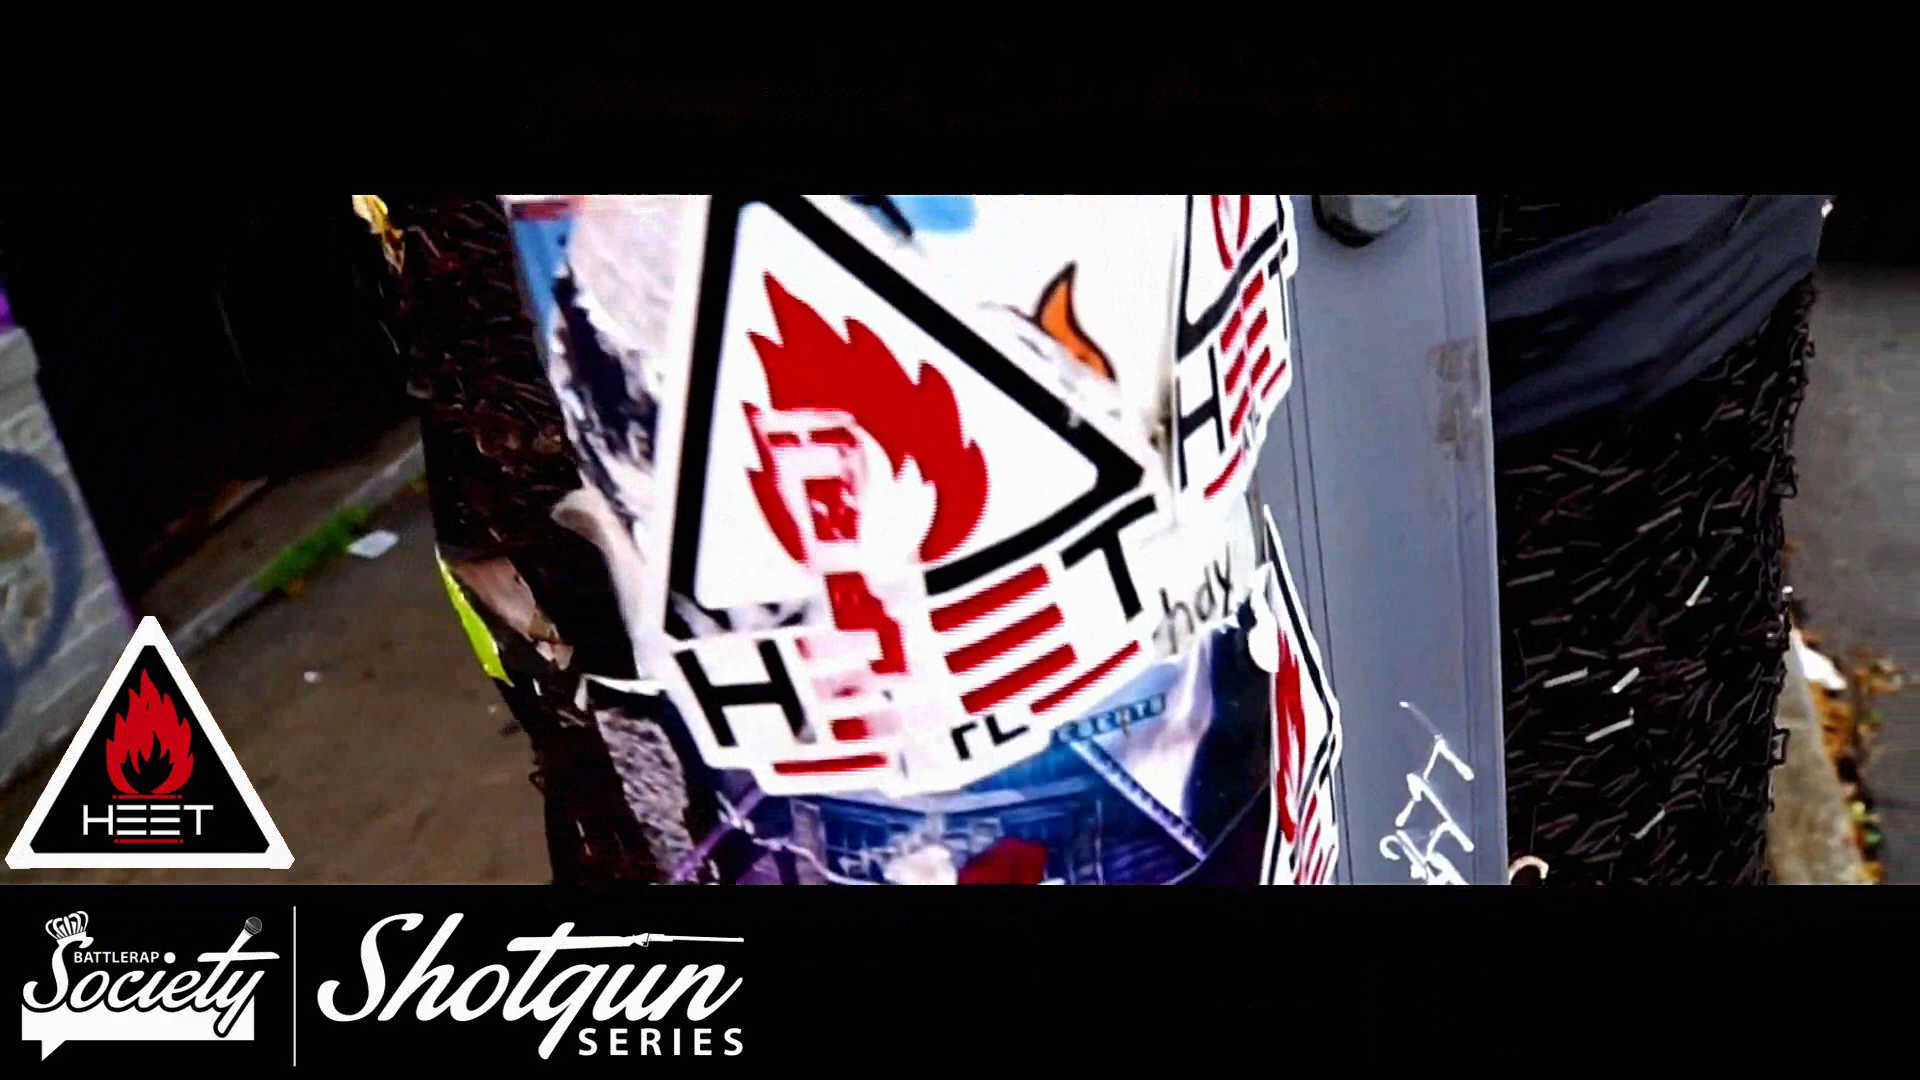 HEET
HEET
HEET
BATTLERAP
Society
Shotgun
SERIES